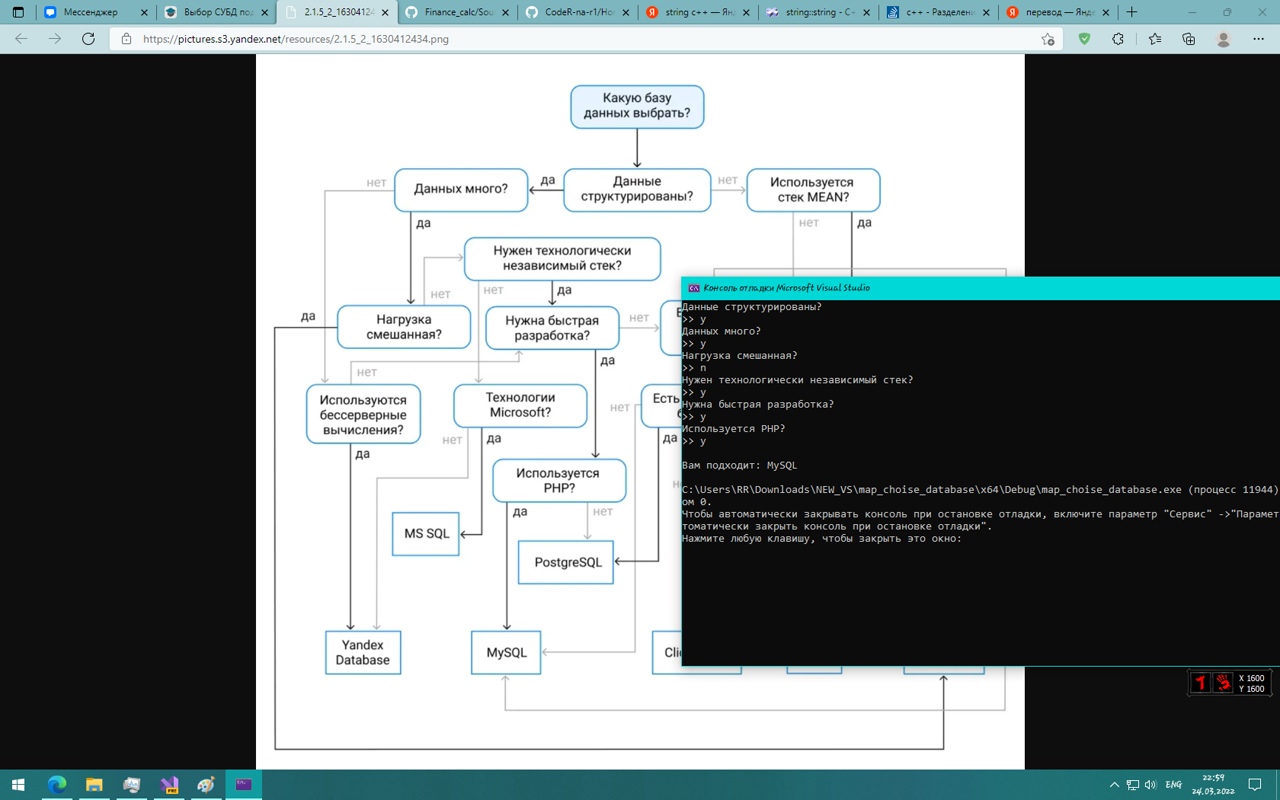 Мессенджер
Выбор СУБД под
2.1.5_2_16304124
Finance_calc/Sou
CodeR-na-r1/Ho
string c++ — Ян
string::string - C+
c++ - Разделени
перевод — Янде
https://pictures.s3.yandex.net/resources/2.1.5_2_1630412434.png
Какую базу
данных выбрать?
нет
Данных много?
да
Данные
структурированы?
нет
Используется
стек MEAN?
да
нет
да
Нужен технологически
независимый стек?
нет
нет
да
да
Нагрузка
смешанная?
Нужна быстрая
разработка?
нет
нет
да
Используются
бессерверные
вычисления?
Технологии
Microsoft?
нет
Есть
да
нет
да
да
Используется
PHP?
да
нет
MS SQL
PostgreSQL
Yandex
Database
MySQL
Clic
Консоль отладки Microsoft Visual Studio
Данные структурированы?
>> y
Данных много?
>> y
Нагрузка смешанная?
>> n
Нужен технологически независимый стек?
>> y
Нужна быстрая разработка?
>> y
Используется PHP?
>> y
Вам подходит: MySQL
C:\Users\RR\Downloads\NEW_VS\map_choise_database\x64\Debug\map_choise_database.exe (процесс 11944)
ом 0.
Чтобы автоматически закрывать консоль при остановке отладки, включите параметр "Сервис" ->"Парамет
томатически закрыть консоль при остановке отладки".
Нажмите любую клавишу, чтобы закрыть это окно:
X 1600
Y 1600
ENG
22:59
24.03.2022